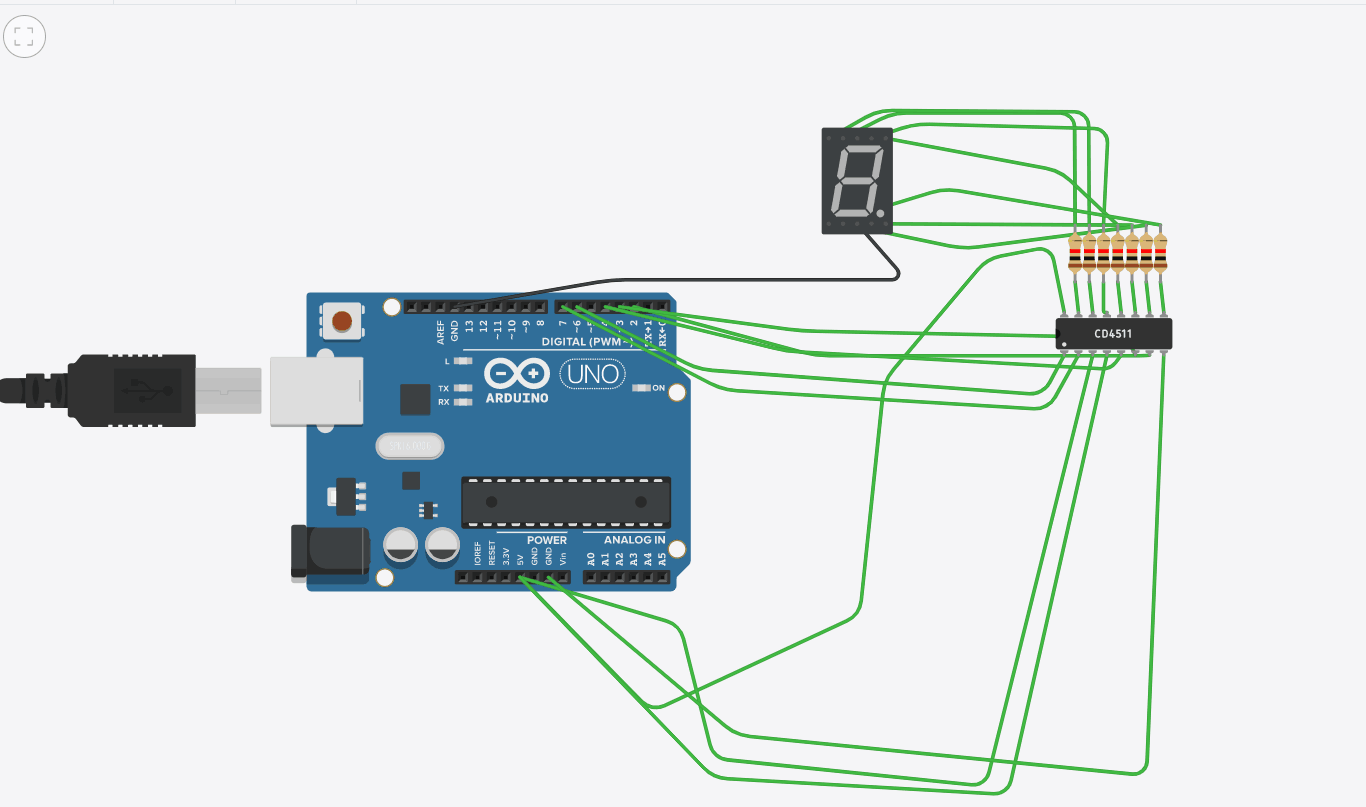 CD4511
AREF
GND
13
12
~11
~10
~9
8
7
~6
~5
4
~3
2
TX→1
RX←0
DIGITAL (PWM ~)
L
TX
RX
UNO
ON
ARDUINO
POWER
ANALOG IN
IOREF
RESET
3.3V
5V
GND
GND
Vin
A0
A1
A2
A3
A4
A5